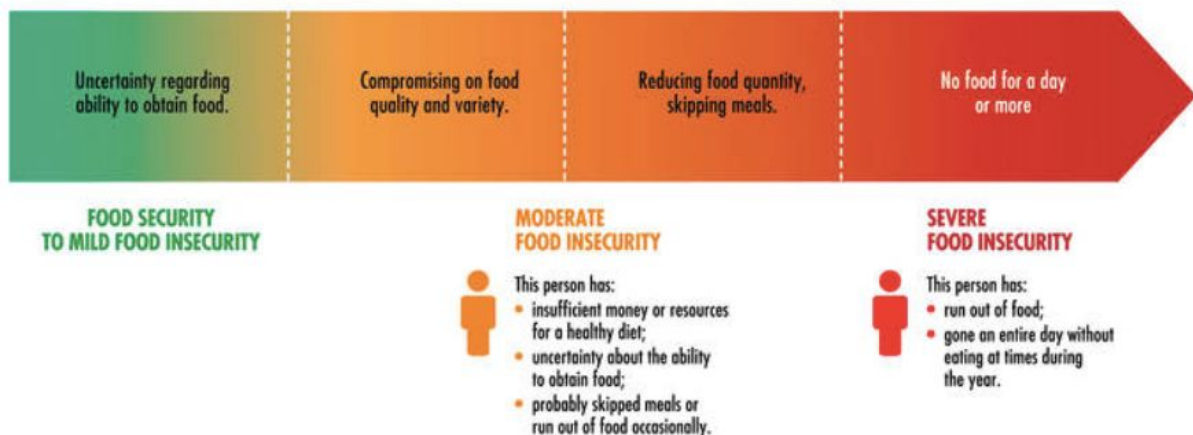 Uncertainty regarding
ability to obtain food.
Compromising on food
quality and variety.
Reducing food quantity,
skipping meals.
No food for a day
or more
FOOD SECURITY
TO MILD FOOD INSECURITY
MODERATE
FOOD INSECURITY
This person has:
• insufficient money or resources
for a healthy diet;
• uncertainty about the ability
to obtain food;
• probably skipped meals or
run out of food occasionally.
SEVERE
FOOD INSECURITY
This person has:
• run out of food;
• gone an entire day without
eating at times during
the year.